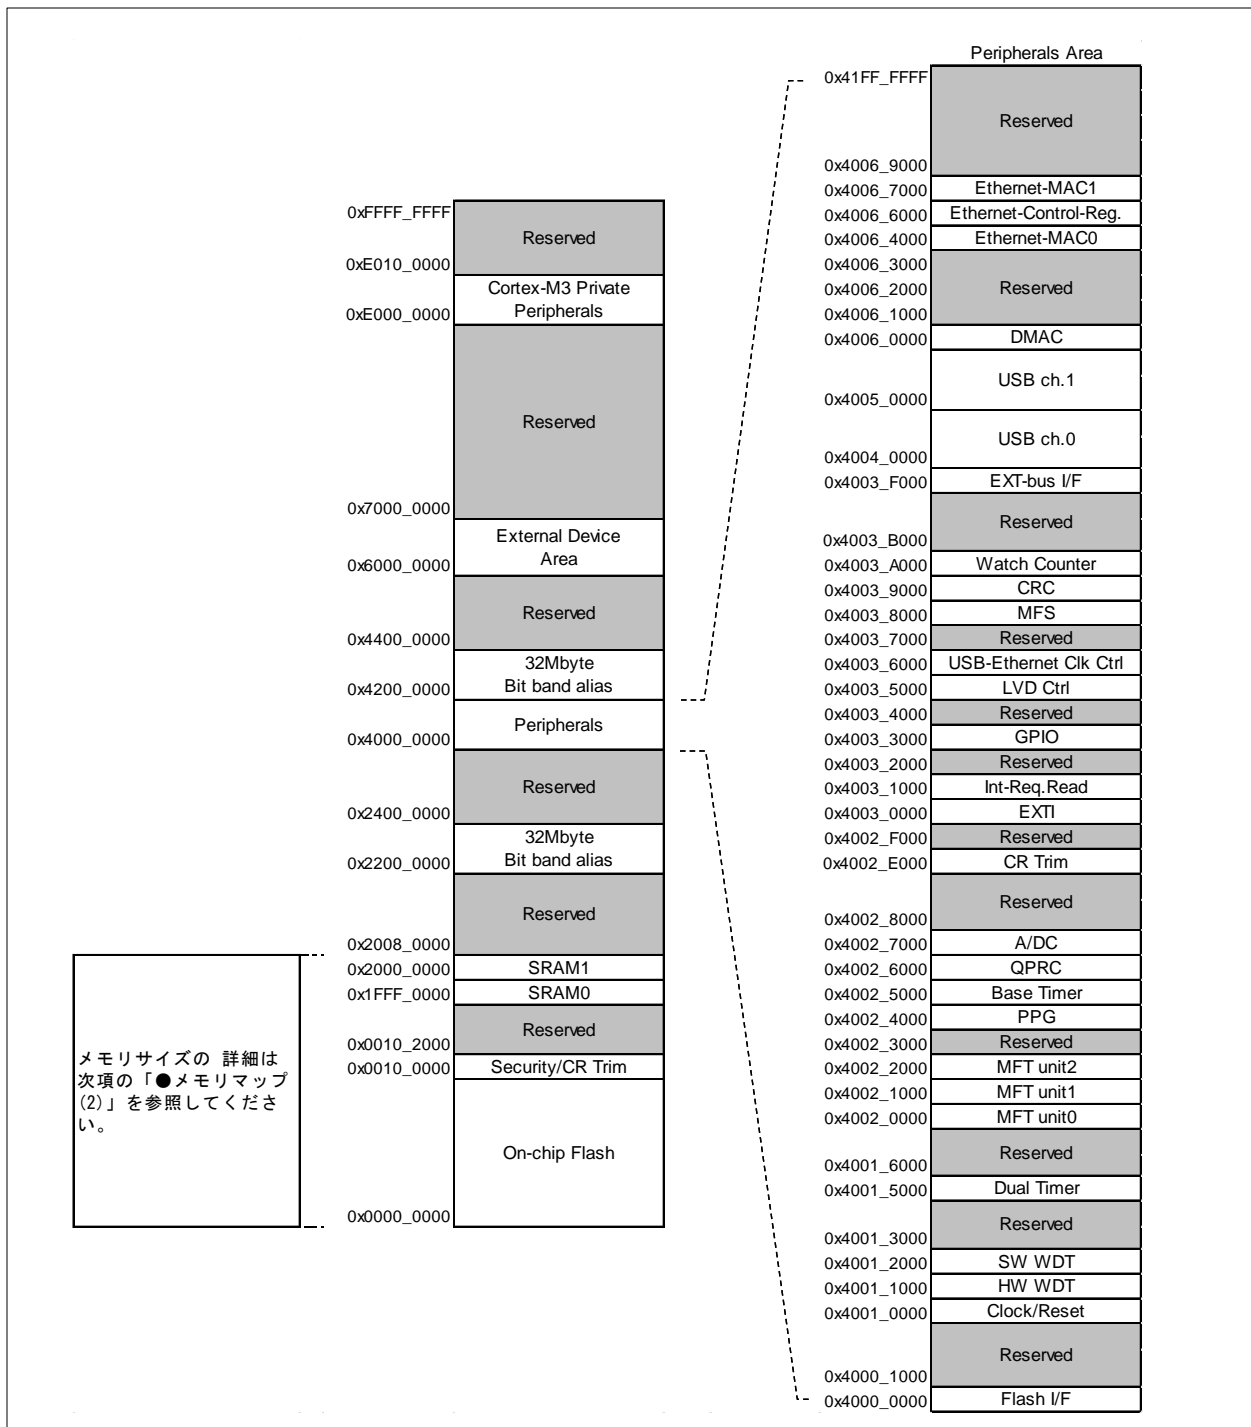 メモリサイズの 詳細は
次項の「●メモリマップ
(2)」を参照してくださ
い。
0xFFFF_FFFF
Reserved
0xE010_0000
Cortex-M3 Private
Peripherals
0xE000_0000
Reserved
0x7000_0000
External Device
Area
0x6000_0000
Reserved
0x4400_0000
32Mbyte
Bit band alias
0x4200_0000
Peripherals
0x4000_0000
Reserved
0x2400_0000
32Mbyte
Bit band alias
0x2200_0000
Reserved
0x2008_0000
SRAM1
0x2000_0000
SRAM0
0x1FFF_0000
Reserved
0x0010_2000
Security/CR Trim
0x0010_0000
On-chip Flash
0x0000_0000
Peripherals Area
0x41FF_FFFF
Reserved
0x4006_9000
Ethernet-MAC1
0x4006_7000
Ethernet-Control-Reg.
0x4006_6000
Ethernet-MAC0
0x4006_4000
0x4006_3000
Reserved
0x4006_2000
0x4006_1000
DMAC
0x4006_0000
USB ch.1
0x4005_0000
USB ch.0
0x4004_0000
EXT-bus I/F
0x4003_F000
Reserved
0x4003_B000
Watch Counter
0x4003_A000
CRC
0x4003_9000
MFS
0x4003_8000
Reserved
0x4003_7000
USB-Ethernet Clk Ctrl
0x4003_6000
LVD Ctrl
0x4003_5000
Reserved
0x4003_4000
GPIO
0x4003_3000
Reserved
0x4003_2000
Int-Req.Read
0x4003_1000
EXTI
0x4003_0000
Reserved
0x4002_F000
CR Trim
0x4002_E000
Reserved
0x4002_8000
A/DC
0x4002_7000
QPRC
0x4002_6000
Base Timer
0x4002_5000
PPG
0x4002_4000
Reserved
0x4002_3000
MFT unit2
0x4002_2000
MFT unit1
0x4002_1000
MFT unit0
0x4002_0000
Reserved
0x4001_6000
Dual Timer
0x4001_5000
Reserved
0x4001_3000
SW WDT
0x4001_2000
HW WDT
0x4001_1000
Clock/Reset
0x4001_0000
Reserved
0x4000_1000
Flash I/F
0x4000_0000